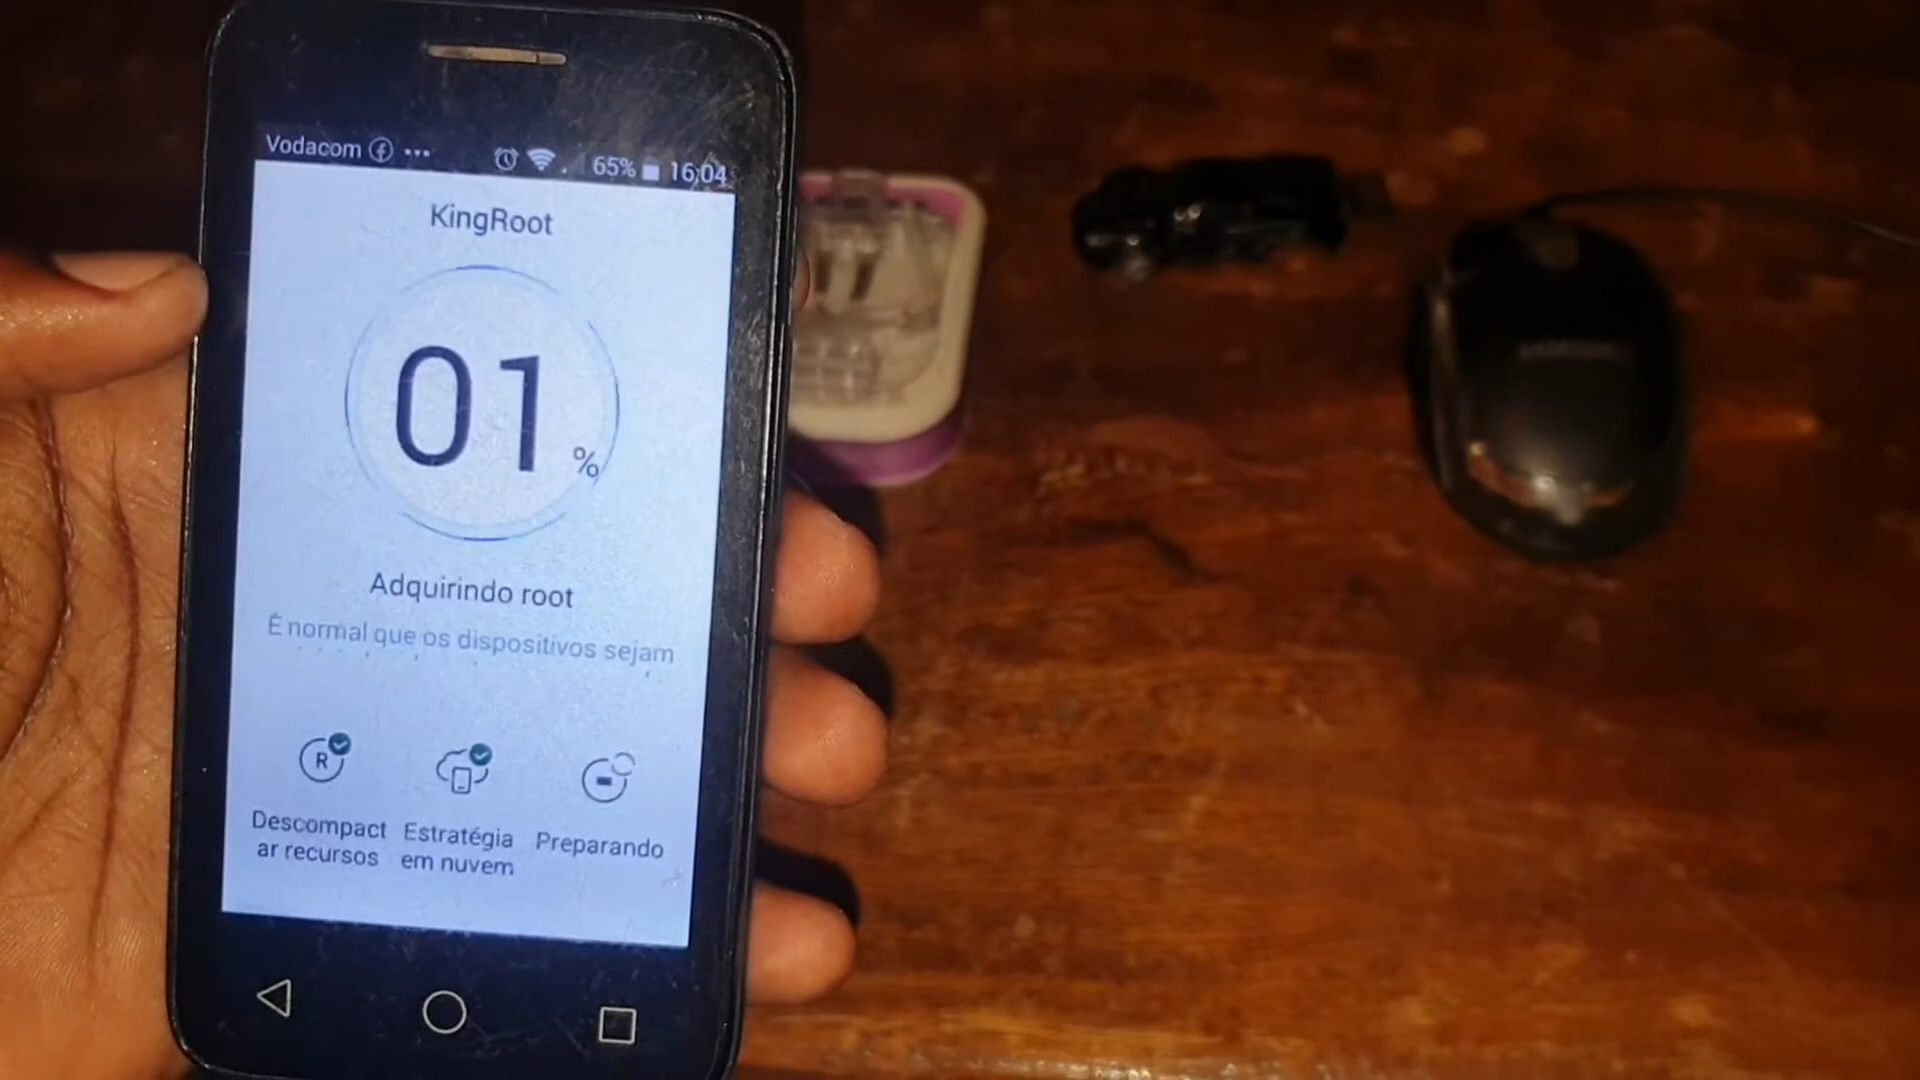 Vodacom ... 65% 16:04
KingRoot
01 %
Adquirindo root
É normal que os dispositivos sejam
R
Descompact
ar recursos
Estratégia
em nuvem
Preparando